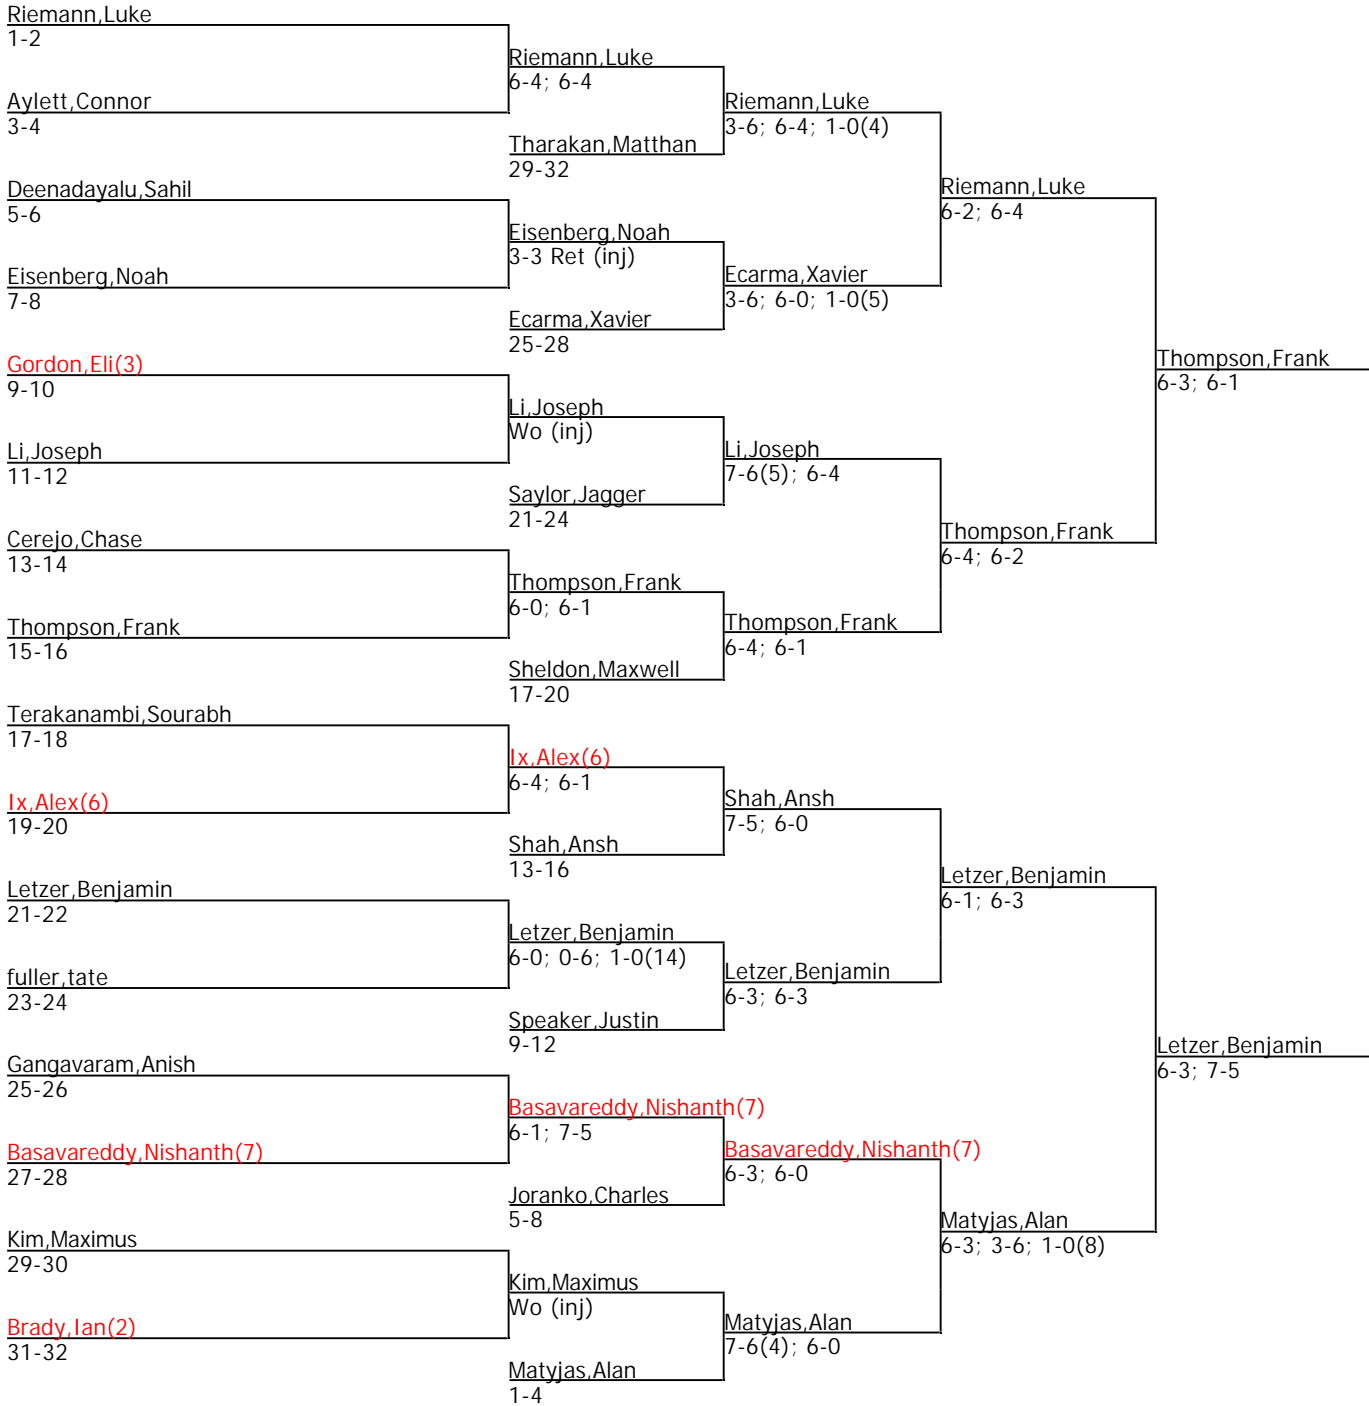 Riemann,Luke
1-2
Aylett,Connor
3-4
Deenadayalu,Sahil
5-6
Eisenberg,Noah
7-8
Gordon,Eli(3)
9-10
Li,Joseph
11-12
Cerejo,Chase
13-14
Thompson,Frank
15-16
Terakanambi,Sourabh
17-18
Ix,Alex(6)
19-20
Letzer,Benjamin
21-22
fuller,tate
23-24
Gangavaram,Anish
25-26
Basavareddy,Nishanth(7)
27-28
Kim,Maximus
29-30
Brady,Ian(2)
31-32
Riemann,Luke
6-4; 6-4
Tharakan,Matthan
29-32
Eisenberg,Noah
3-3 Ret (inj)
Ecarma,Xavier
25-28
Li,Joseph
Wo (inj)
Saylor,Jagger
21-24
Thompson,Frank
6-0; 6-1
Sheldon,Maxwell
17-20
Ix,Alex(6)
6-4; 6-1
Shah,Ansh
13-16
Letzer,Benjamin
6-0; 0-6; 1-0(14)
Speaker,Justin
9-12
Basavareddy,Nishanth(7)
6-1; 7-5
Joranko,Charles
5-8
Kim,Maximus
Wo (inj)
Matyjas,Alan
1-4
Riemann,Luke
3-6; 6-4; 1-0(4)
Ecarma,Xavier
3-6; 6-0; 1-0(5)
Li,Joseph
7-6(5); 6-4
Thompson,Frank
6-4; 6-1
Shah,Ansh
7-5; 6-0
Letzer,Benjamin
6-3; 6-3
Basavareddy,Nishanth(7)
6-3; 6-0
Matyjas,Alan
7-6(4); 6-0
Riemann,Luke
6-2; 6-4
Thompson,Frank
6-4; 6-2
Letzer,Benjamin
6-1; 6-3
Matyjas,Alan
6-3; 3-6; 1-0(8)
Thompson,Frank
6-3; 6-1
Letzer,Benjamin
6-3; 7-5